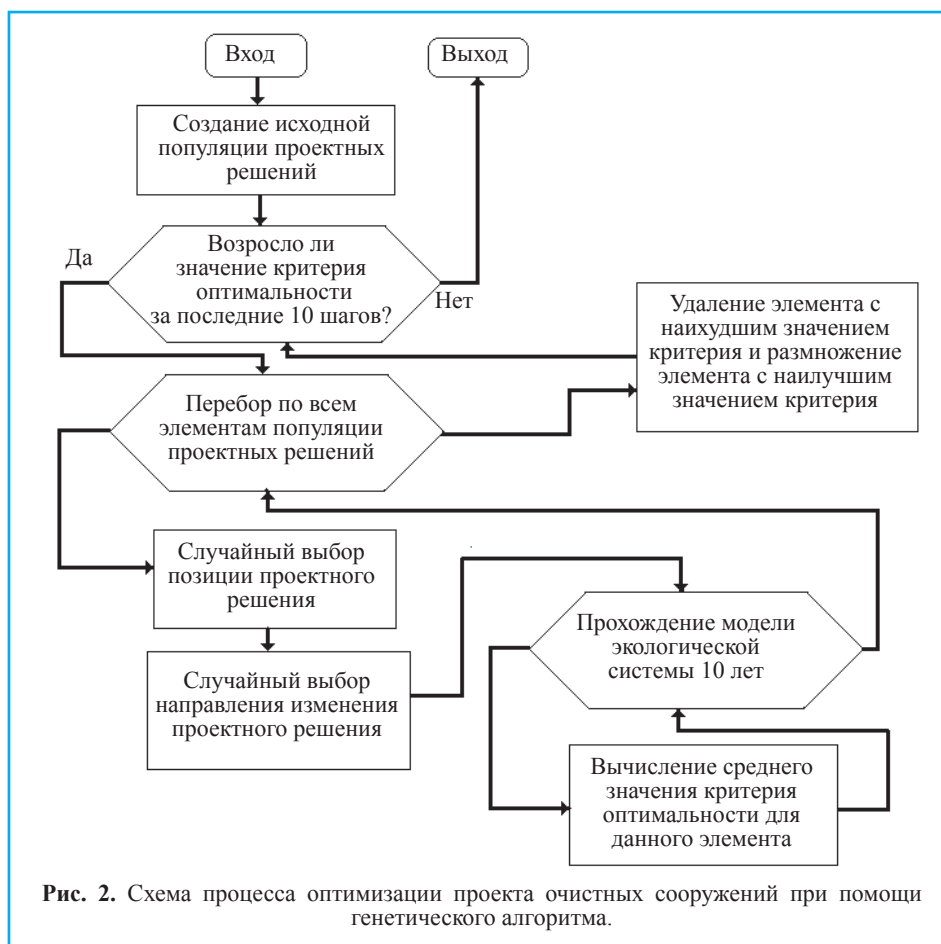 Вход
Выход
Создание исходной
популяции проектных
решений
Да
Возросло ли
значение критерия
оптимальности
за последние 10 шагов?
Нет
Удаление элемента с
наихудшим значением
критерия и размножение
элемента с наилучшим
значением критерия
Перебор по всем
элементам популяции
проектных решений
Случайный выбор
позиции проектного
решения
Случайный выбор
направления изменения
проектного решения
Прохождение модели
экологической
системы 10 лет
Вычисление среднего
значения критерия
оптимальности для
данного элемента
Рис. 2. Схема процесса оптимизации проекта очистных сооружений при помощи
генетического алгоритма.